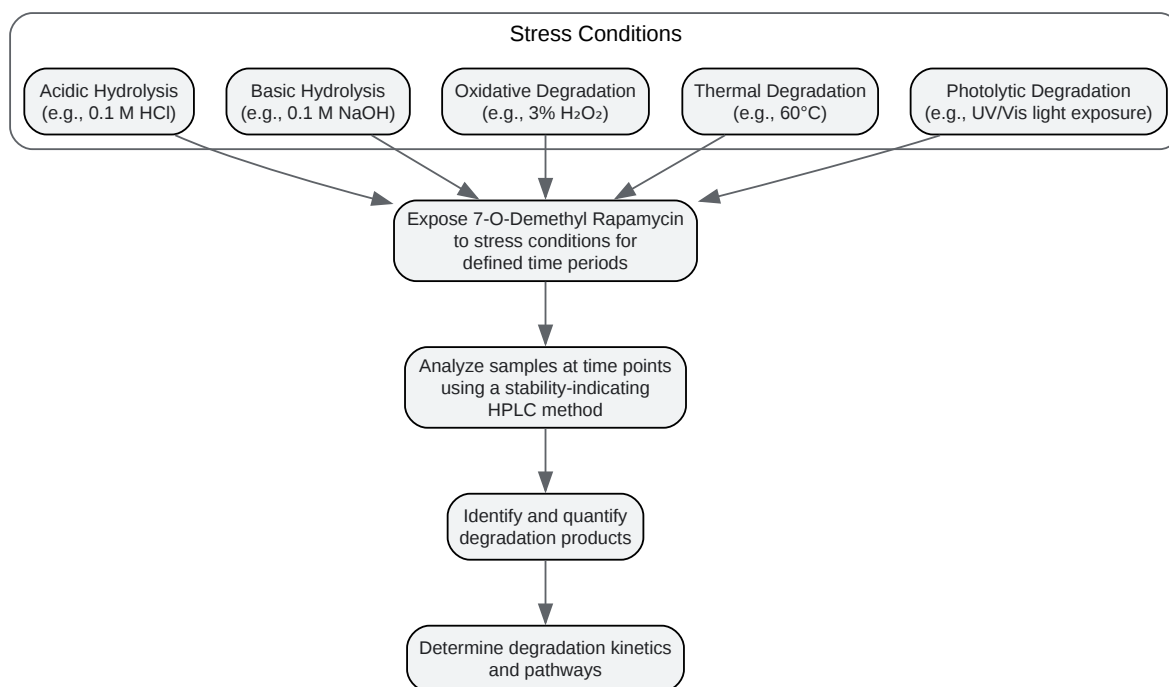 Stress Conditions
Acidic Hydrolysis
(e.g., 0.1 M HCl)
Basic Hydrolysis
(e.g., 0.1 M NaOH)
Oxidative Degradation
(e.g., 3% H₂O₂)
Thermal Degradation
(e.g., 60°C)
Photolytic Degradation
(e.g., UV/Vis light exposure)
Expose 7-O-Demethyl Rapamycin
to stress conditions for
defined time periods
Analyze samples at time points
using a stability-indicating
HPLC method
Identify and quantify
degradation products
Determine degradation kinetics
and pathways